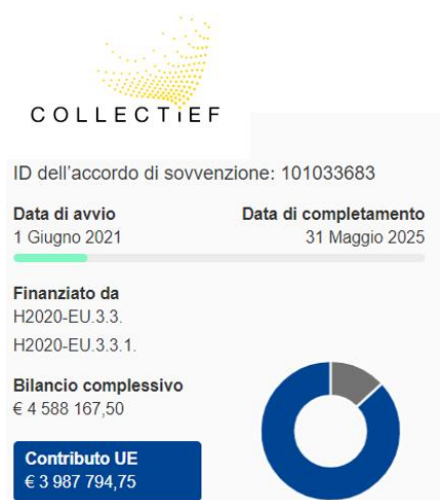 COLLECTiEF
ID dell'accordo di sovvenzione: 101033683
Data di avvio Data di completamento
1 Giugno 2021 31 Maggio 2025
Finanziato da
H2020-EU.3.3.
H2020-EU.3.3.1.
Bilancio complessivo
€ 4 588 167,50
Contributo UE
€ 3 987 794,75